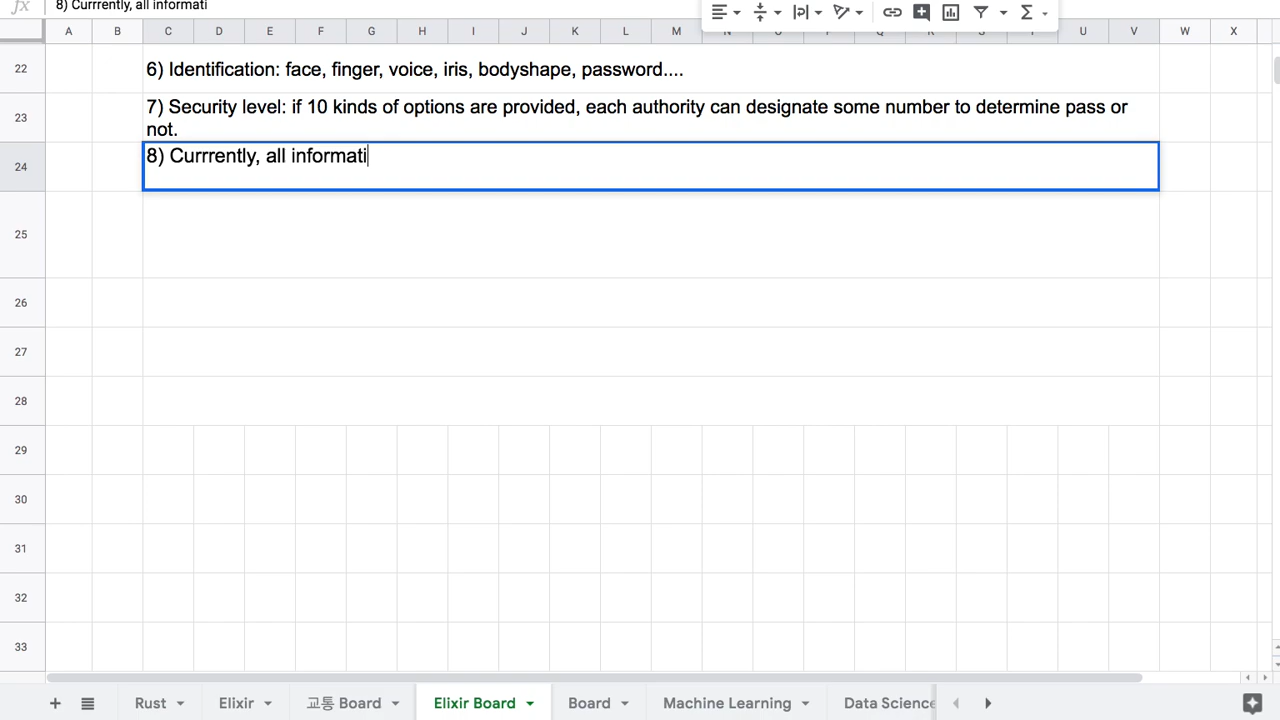 fx 8) Currrently, all informati
A B C D E F G H I J K L M N O P Q R S T U V W X
22 6) Identification: face, finger, voice, iris, bodyshape, password....
23 7) Security level: if 10 kinds of options are provided, each authority can designate some number to determine pass or
not.
24 8) Currrently, all informati
25
26
27
28
29
30
31
32
33
Rust Elixir 교통 Board Elixir Board Board Machine Learning Data Science